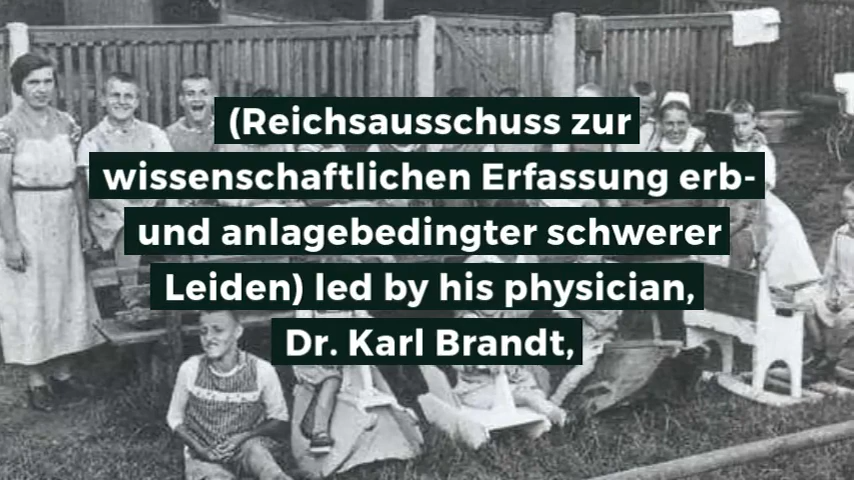 (Reichsausschuss zur
wissenschaftlichen Erfassung erb-
und anlagebedingter schwerer
Leiden) led by his physician,
Dr. Karl Brandt,